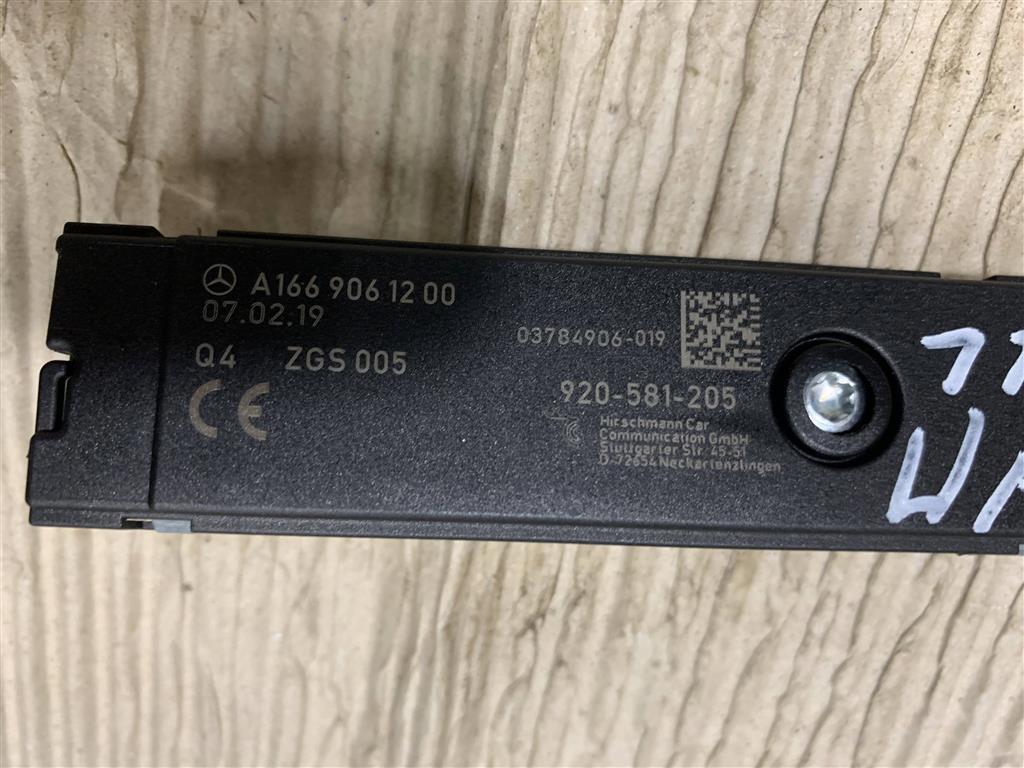 A166 906 12 00
07.02.19
Q4 ZGS 005
CE
03784906-019
920-581-205
Hirschmann Car
Communication GmbH
Stuttgarter Str. 45-51
D-72654 Neckartenzlingen